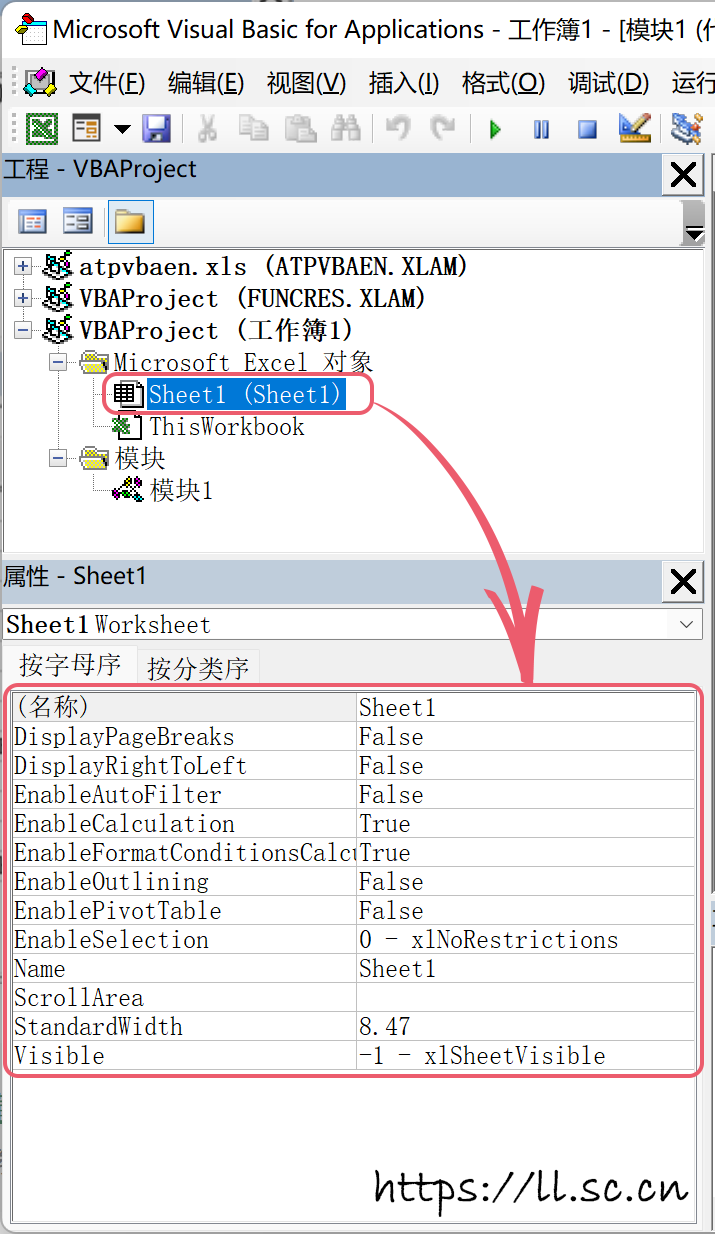 Microsoft Visual Basic for Applications - 工作簿1 - [模块1 (
文件(F) 编辑(E) 视图(V) 插入(I) 格式(O) 调试(D) 运行
工程 - VBAProject
atpvbaen.xls (ATPVBAEN.XLAM)
VBAProject (FUNCRES.XLAM)
VBAProject (工作簿1)
Microsoft Excel 对象
Sheet1 (Sheet1)
ThisWorkbook
模块
模块1
属性 - Sheet1
Sheet1 Worksheet
按字母序 按分类序
(名称) Sheet1
DisplayPageBreaks False
DisplayRightToLeft False
EnableAutoFilter False
EnableCalculation True
EnableFormatConditionsCalcu True
EnableOutlining False
EnablePivotTable False
EnableSelection 0 - xlNoRestrictions
Name Sheet1
ScrollArea
StandardWidth 8.47
Visible -1 - xlSheetVisible
https://ll.sc.cn